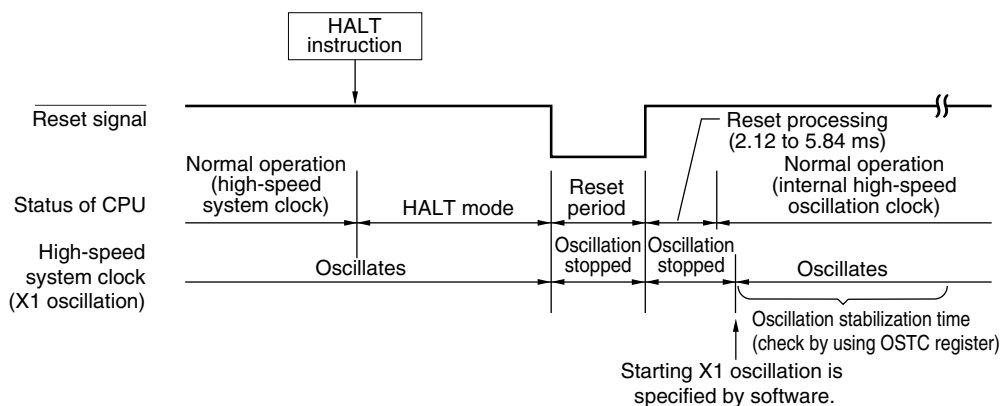 HALT
instruction
Reset signal
Reset processing
(2.12 to 5.84 ms)
Normal operation
(high-speed
system clock)
Reset
period
Normal operation
(internal high-speed
oscillation clock)
Status of CPU
HALT mode
High-speed
system clock
(X1 oscillation)
Oscillates
Oscillation
stopped
Oscillation
stopped
Oscillates
Oscillation stabilization time
(check by using OSTC register)
Starting X1 oscillation is
specified by software.